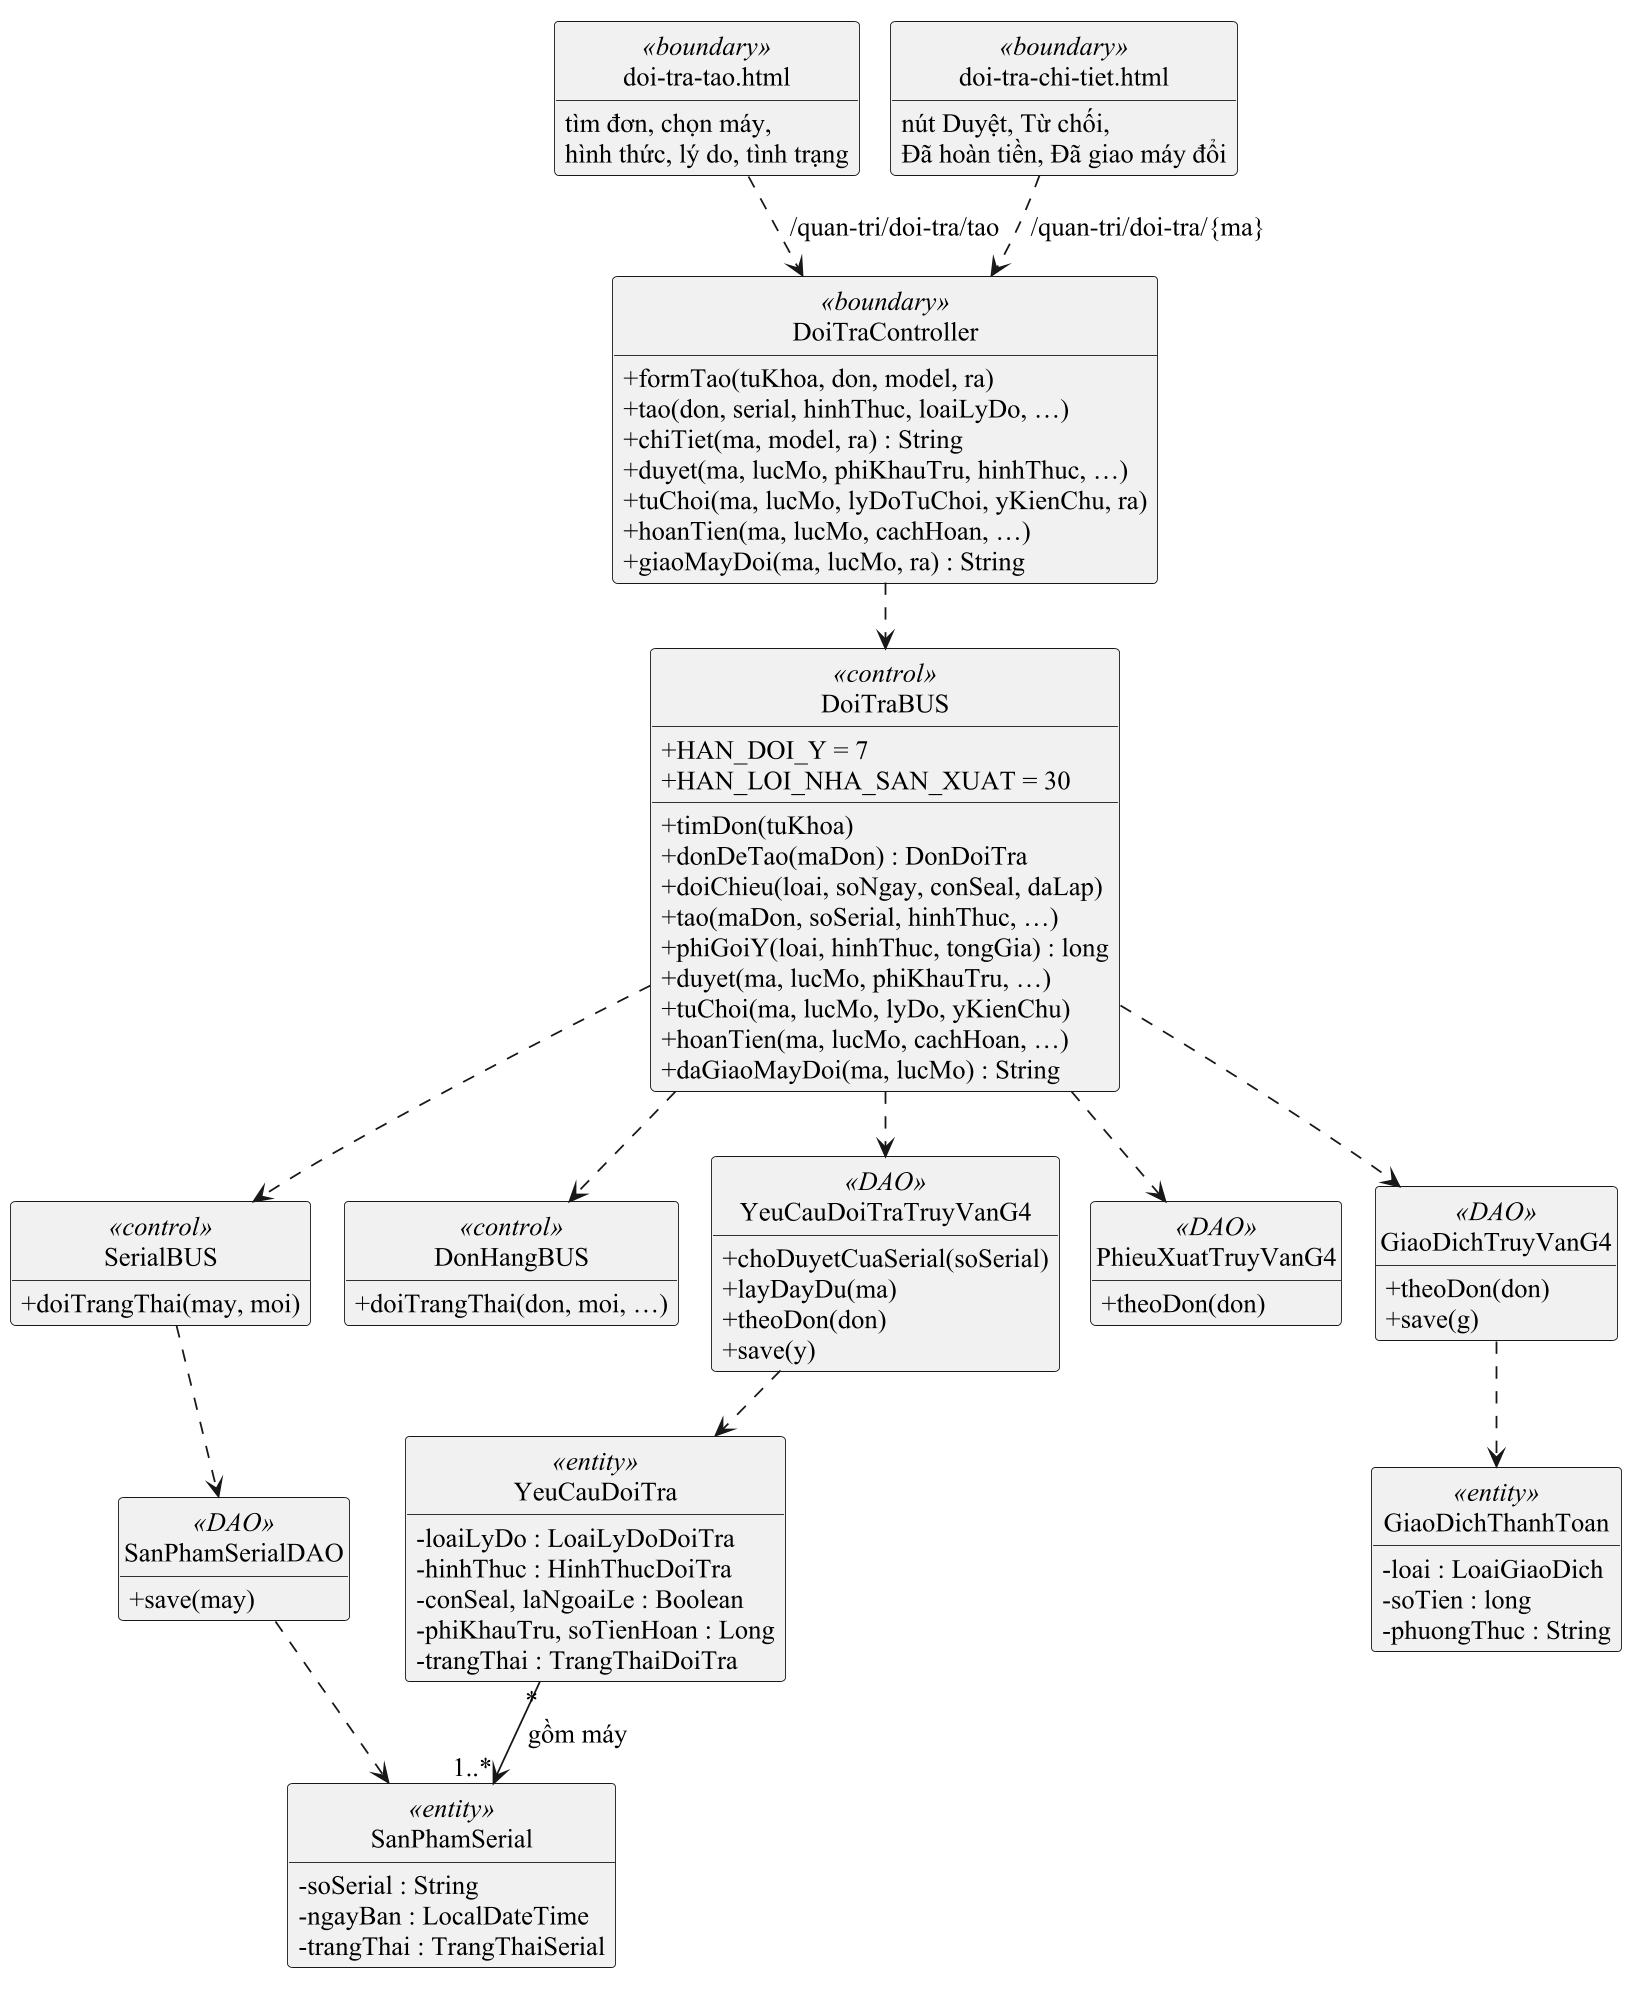 «boundary»
doi-tra-tao.html
tìm đơn, chọn máy,
hình thức, lý do, tình trạng
«boundary»
doi-tra-chi-tiet.html
nút Duyệt, Từ chối,
Đã hoàn tiền, Đã giao máy đổi
/quan-tri/doi-tra/tao
/quan-tri/doi-tra/{ma}
«boundary»
DoiTraController
+formTao(tuKhoa, don, model, ra)
+tao(don, serial, hinhThuc, loaiLyDo, …)
+chiTiet(ma, model, ra) : String
+duyet(ma, lucMo, phiKhauTru, hinhThuc, …)
+tuChoi(ma, lucMo, lyDoTuChoi, yKienChu, ra)
+hoanTien(ma, lucMo, cachHoan, …)
+giaoMayDoi(ma, lucMo, ra) : String
«control»
DoiTraBUS
+HAN_DOI_Y = 7
+HAN_LOI_NHA_SAN_XUAT = 30
+timDon(tuKhoa)
+donDeTao(maDon) : DonDoiTra
+doiChieu(loai, soNgay, conSeal, daLap)
+tao(maDon, soSerial, hinhThuc, …)
+phiGoiY(loai, hinhThuc, tongGia) : long
+duyet(ma, lucMo, phiKhauTru, …)
+tuChoi(ma, lucMo, lyDo, yKienChu)
+hoanTien(ma, lucMo, cachHoan, …)
+daGiaoMayDoi(ma, lucMo) : String
«control»
SerialBUS
+doiTrangThai(may, moi)
«control»
DonHangBUS
+doiTrangThai(don, moi, …)
«DAO»
YeuCauDoiTraTruyVanG4
+choDuyetCuaSerial(soSerial)
+layDayDu(ma)
+theoDon(don)
+save(y)
«DAO»
PhieuXuatTruyVanG4
+theoDon(don)
«DAO»
GiaoDichTruyVanG4
+theoDon(don)
+save(g)
«DAO»
SanPhamSerialDAO
+save(may)
«entity»
YeuCauDoiTra
-loaiLyDo : LoaiLyDoDoiTra
-hinhThuc : HinhThucDoiTra
-conSeal, laNgoaiLe : Boolean
-phiKhauTru, soTienHoan : Long
-trangThai : TrangThaiDoiTra
«entity»
GiaoDichThanhToan
-loai : LoaiGiaoDich
-soTien : long
-phuongThuc : String
*
gồm máy
1..*
«entity»
SanPhamSerial
-soSerial : String
-ngayBan : LocalDateTime
-trangThai : TrangThaiSerial